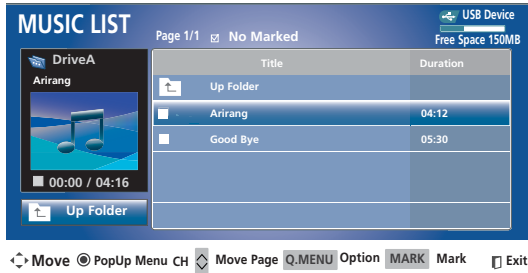 MUSIC LIST
Page 1/1 No Marked
USB Device
Free Space 150MB
DriveA
Arirang
00:00 / 04:16
Up Folder
Title Duration
Up Folder
Arirang 04:12
Good Bye 05:30
Move PopUp Menu CH Move Page Q.MENU Option MARK Mark Exit